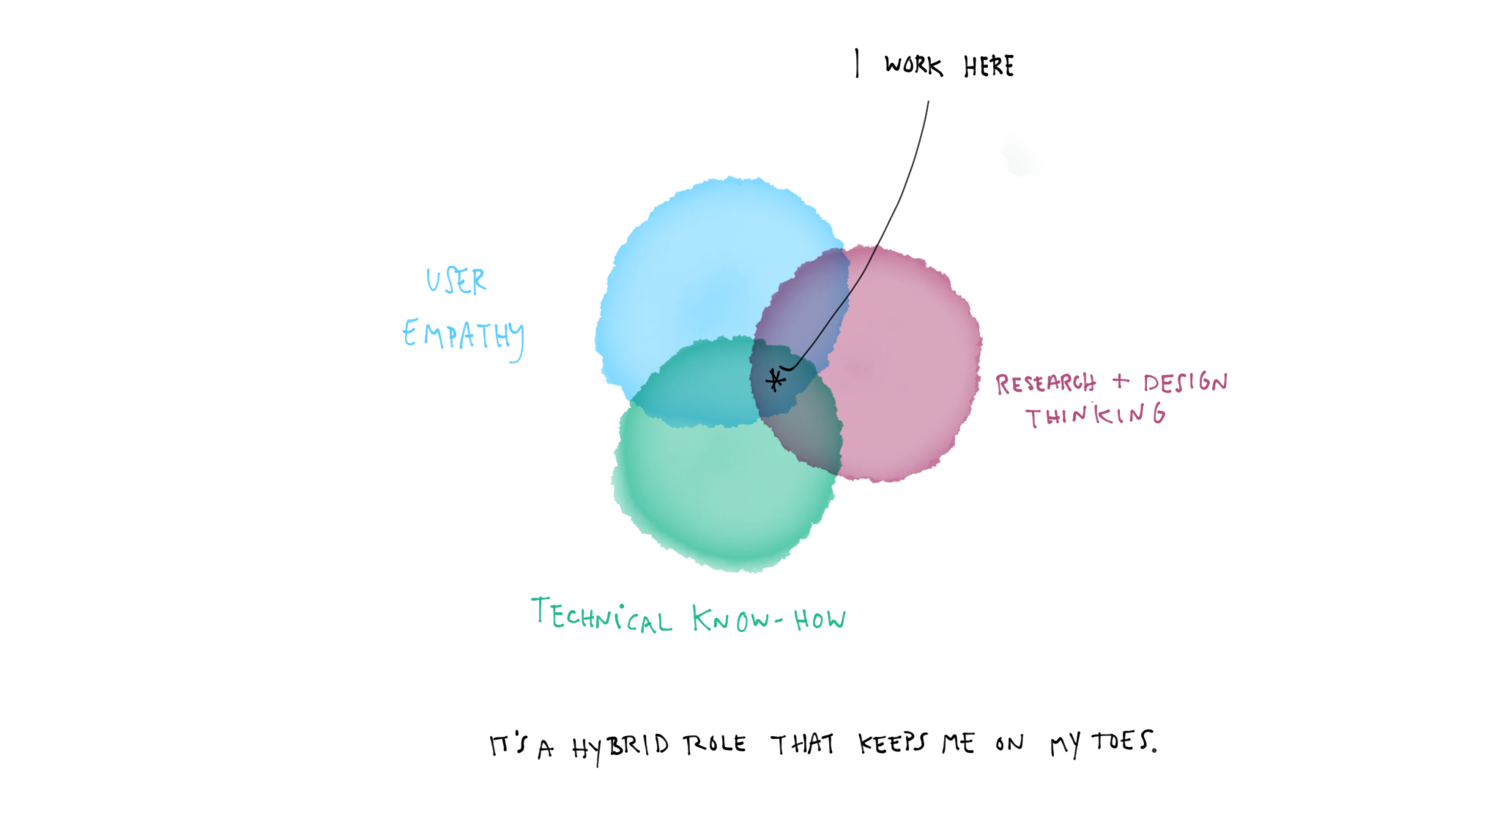 I WORK HERE
USER
EMPATHY
RESEARCH + DESIGN
THINKING
TECHNICAL KNOW-HOW
IT'S A HYBRID ROLE THAT KEEPS ME ON MY TOES.